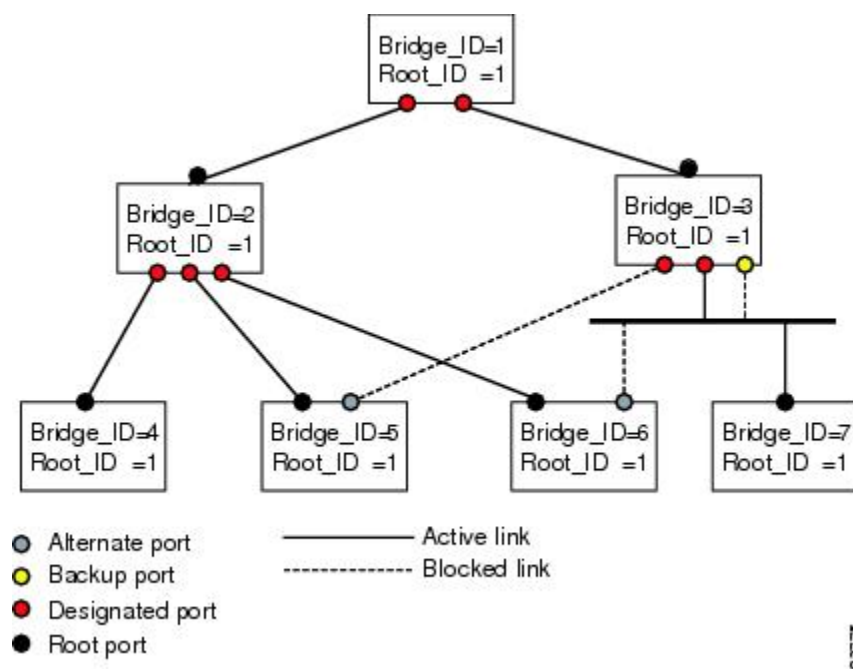 Bridge_ID=1
Root_ID =1
Bridge_ID=2
Root_ID =1
Bridge_ID=3
Root_ID =1
Bridge_ID=4
Root_ID =1
Bridge_ID=5
Root_ID =1
Bridge_ID=6
Root_ID =1
Bridge_ID=7
Root_ID =1
Alternate port
Backup port
Designated port
Root port
Active link
Blocked link